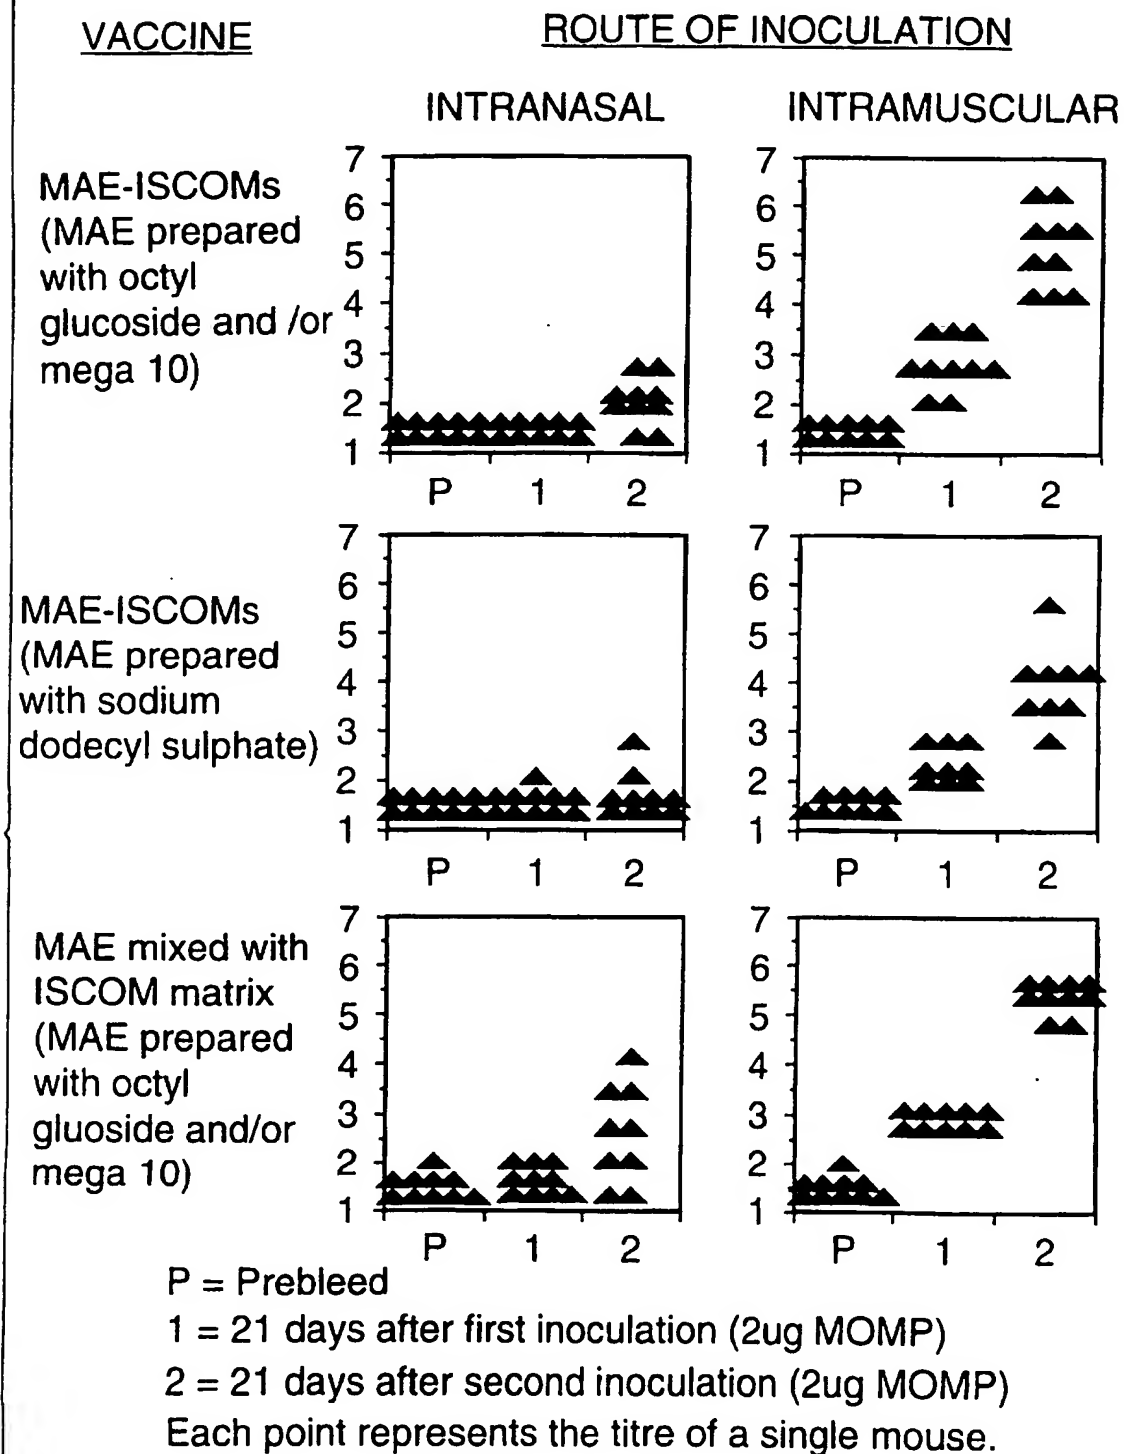 VACCINE
ROUTE OF INOCULATION
INTRANASAL
INTRAMUSCULAR
MAE-ISCOMs
(MAE prepared
with octyl
glucoside and /or
mega 10)
7
6
5
4
3
2
1
P 1 2
7
6
5
4
3
2
1
P 1 2
MAE-ISCOMs
(MAE prepared
with sodium
dodecyl sulphate)
7
6
5
4
3
2
1
P 1 2
7
6
5
4
3
2
1
P 1 2
MAE mixed with
ISCOM matrix
(MAE prepared
with octyl
gluoside and/or
mega 10)
7
6
5
4
3
2
1
P 1 2
7
6
5
4
3
2
1
P 1 2
P = Prebleed
1 = 21 days after first inoculation (2ug MOMP)
2 = 21 days after second inoculation (2ug MOMP)
Each point represents the titre of a single mouse.